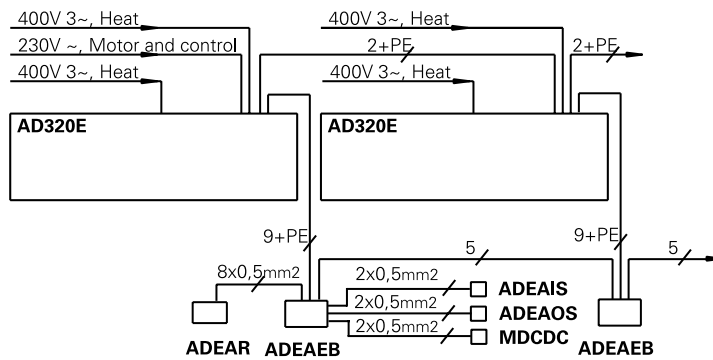 400V 3~, Heat
400V 3~, Heat
230V ~, Motor and control
2+PE
2+PE
400V 3~, Heat
400V 3~, Heat
AD320E
AD320E
9+PE
5
9+PE
5
8x0,5mm2
2x0,5mm2
ADEAIS
2x0,5mm2
ADEAOS
2x0,5mm2
MDCDC
ADEAR
ADEAEB
ADEAEB